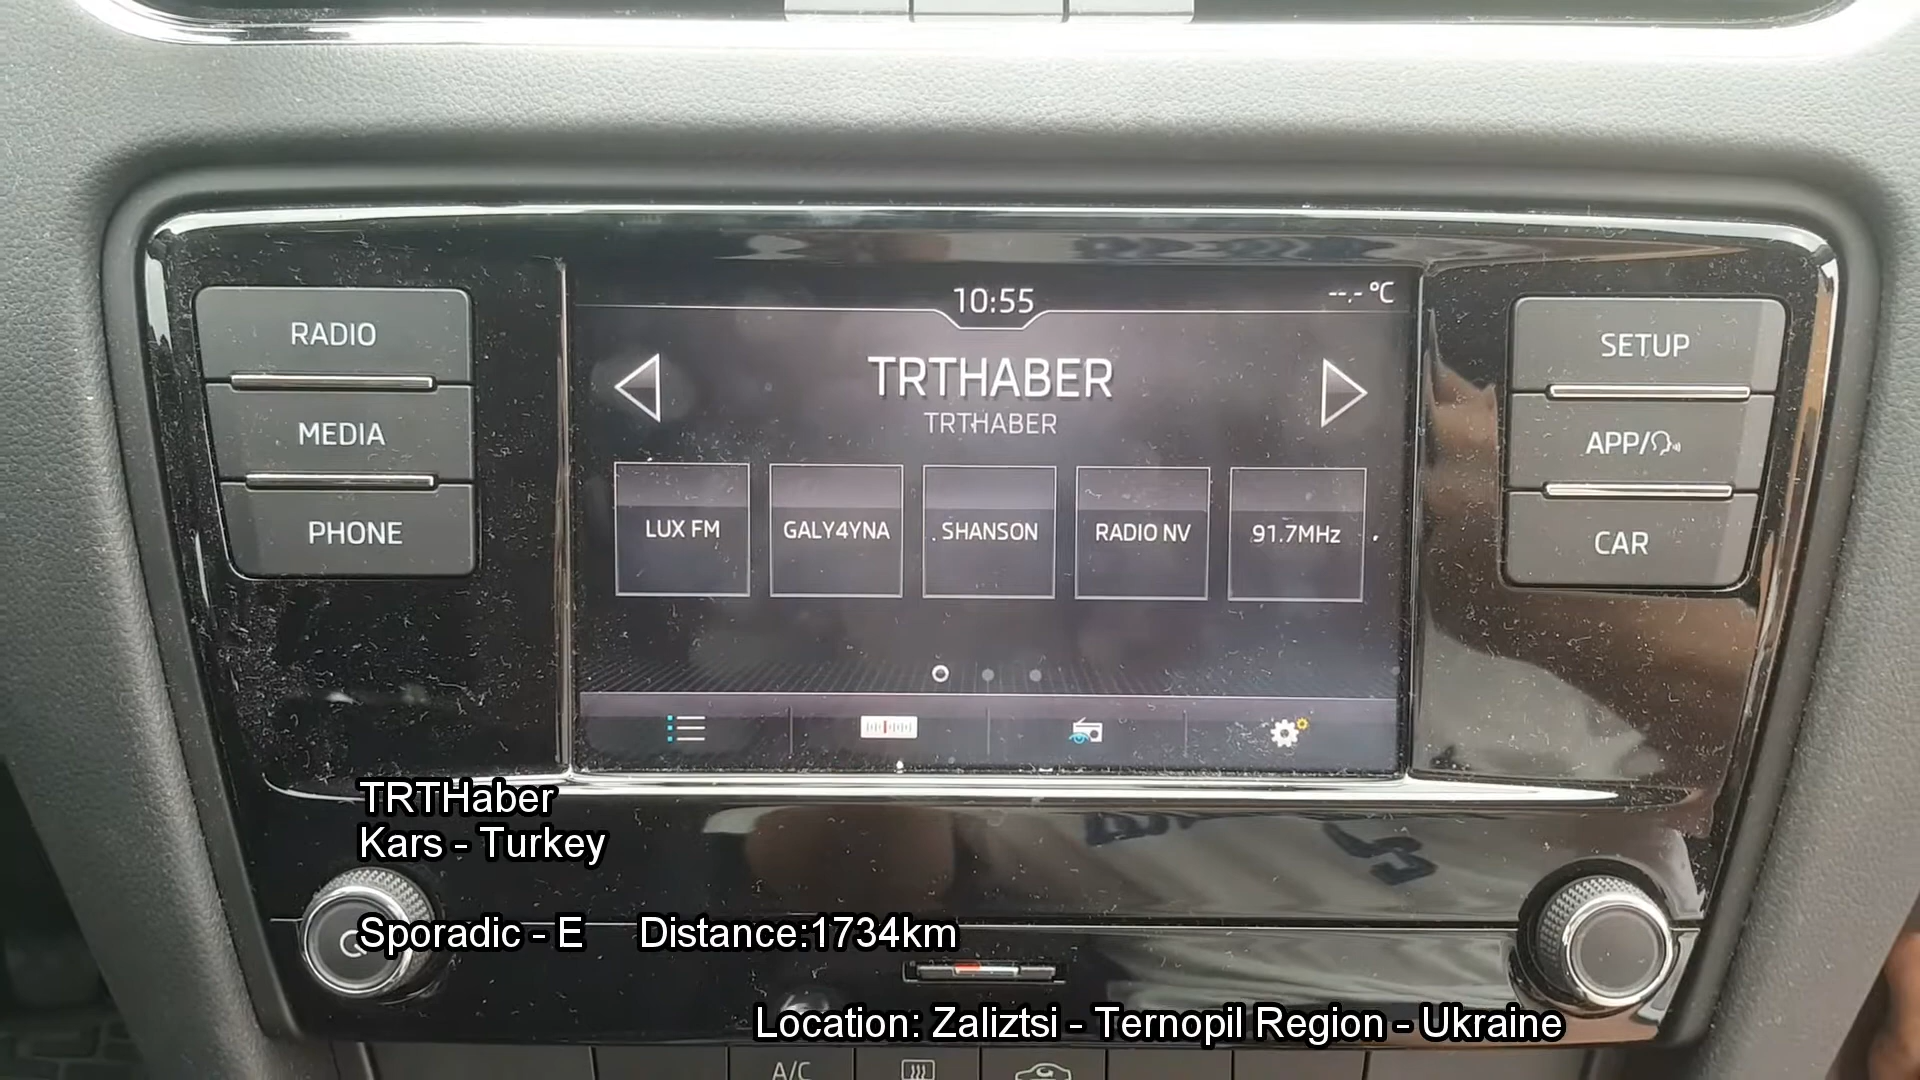 10:55
--.- °C
TRTHABER
TRTHABER
RADIO
MEDIA
PHONE
LUX FM
GALY4YNA
SHANSON
RADIO NV
91.7MHz
SETUP
APP/
CAR
TRTHaber
Kars - Turkey
Sporadic - E Distance:1734km
Location: Zaliztsi - Ternopil Region - Ukraine
A/C